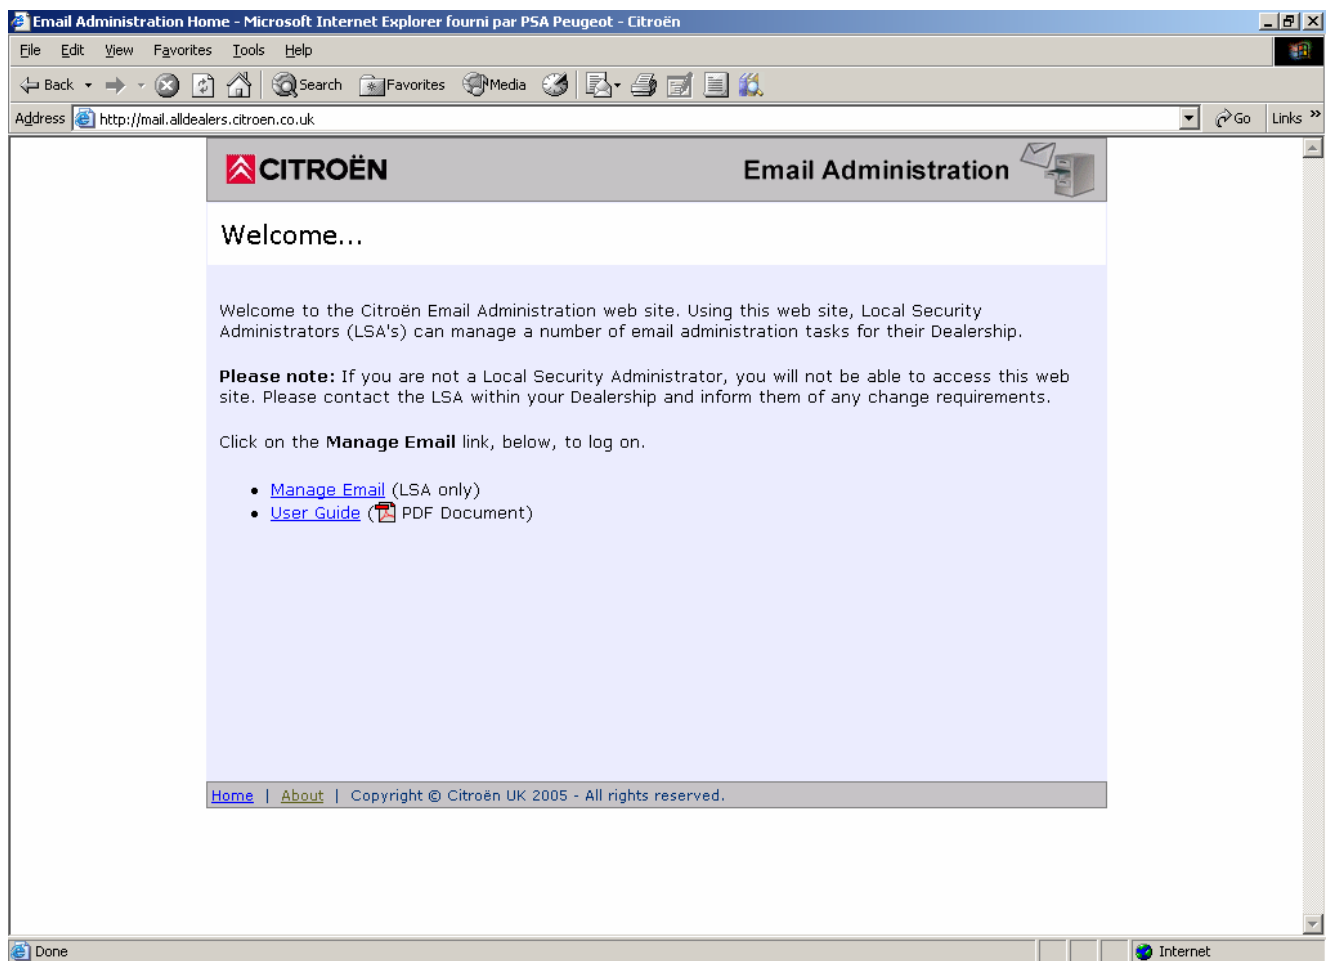 Email Administration Home - Microsoft Internet Explorer fourni par PSA Peugeot - Citroën
File Edit View Favorites Tools Help
Back Search Favorites Media
Address http://mail.alldealers.citroen.co.uk Go Links »
CITROËN Email Administration
Welcome...
Welcome to the Citroën Email Administration web site. Using this web site, Local Security
Administrators (LSA's) can manage a number of email administration tasks for their Dealership.
Please note: If you are not a Local Security Administrator, you will not be able to access this web
site. Please contact the LSA within your Dealership and inform them of any change requirements.
Click on the Manage Email link, below, to log on.
• Manage Email (LSA only)
• User Guide ( PDF Document)
Home | About | Copyright © Citroën UK 2005 - All rights reserved.
Done Internet